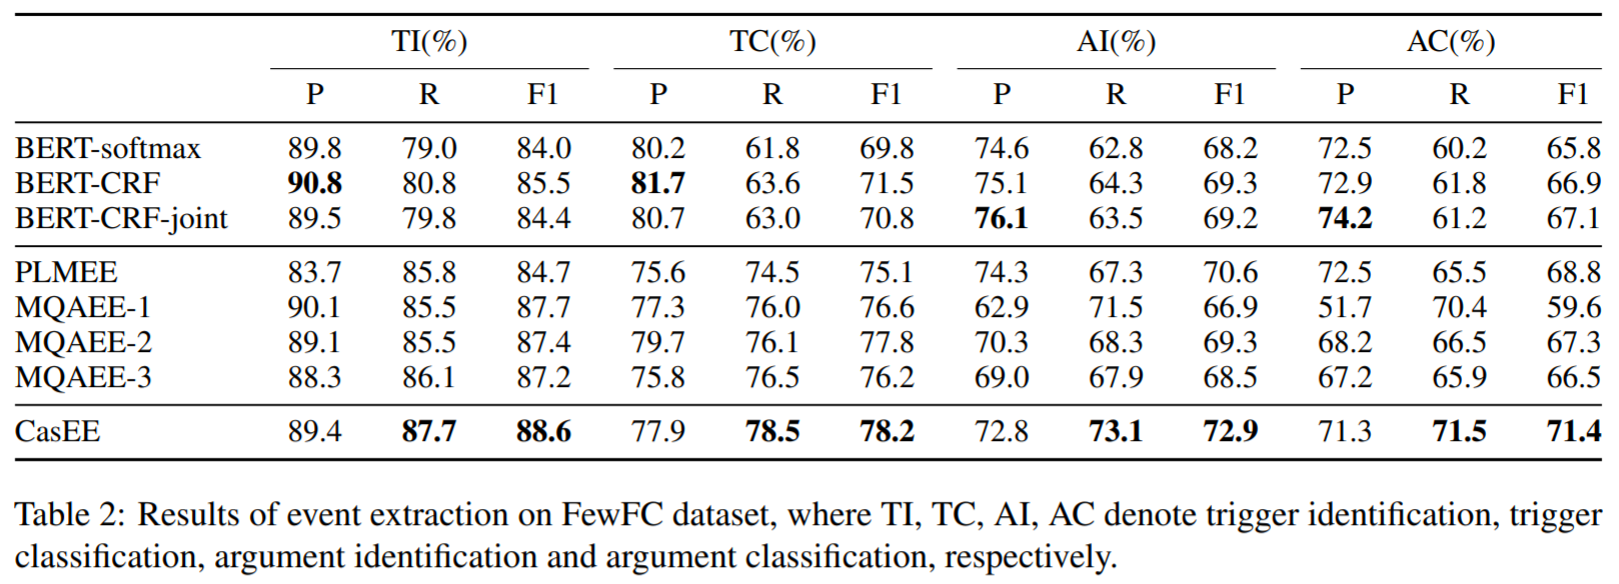 TI(%) TC(%) AI(%) AC(%)
P R F1 P R F1 P R F1 P R F1
BERT-softmax 89.8 79.0 84.0 80.2 61.8 69.8 74.6 62.8 68.2 72.5 60.2 65.8
BERT-CRF 90.8 80.8 85.5 81.7 63.6 71.5 75.1 64.3 69.3 72.9 61.8 66.9
BERT-CRF-joint 89.5 79.8 84.4 80.7 63.0 70.8 76.1 63.5 69.2 74.2 61.2 67.1
PLMEE 83.7 85.8 84.7 75.6 74.5 75.1 74.3 67.3 70.6 72.5 65.5 68.8
MQAEE-1 90.1 85.5 87.7 77.3 76.0 76.6 62.9 71.5 66.9 51.7 70.4 59.6
MQAEE-2 89.1 85.5 87.4 79.7 76.1 77.8 70.3 68.3 69.3 68.2 66.5 67.3
MQAEE-3 88.3 86.1 87.2 75.8 76.5 76.2 69.0 67.9 68.5 67.2 65.9 66.5
CasEE 89.4 87.7 88.6 77.9 78.5 78.2 72.8 73.1 72.9 71.3 71.5 71.4
Table 2: Results of event extraction on FewFC dataset, where TI, TC, AI, AC denote trigger identification, trigger
classification, argument identification and argument classification, respectively.